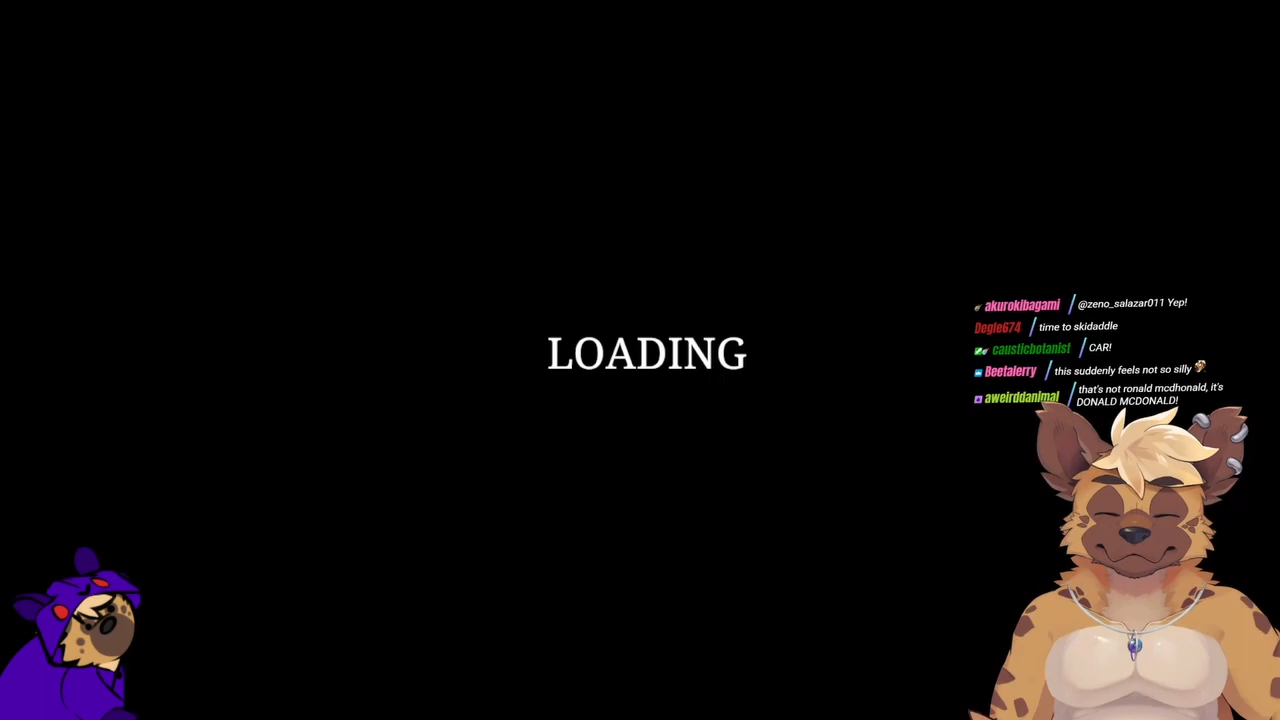 LOADING
akurokibagami / @zeno_salazar011 Yep!
Degle674 / time to skidaddle
causticbotanist / CAR!
Beetalerry / this suddenly feels not so silly
aweirddanimal / that's not ronald mcdhonald, it's
DONALD MCDONALD!